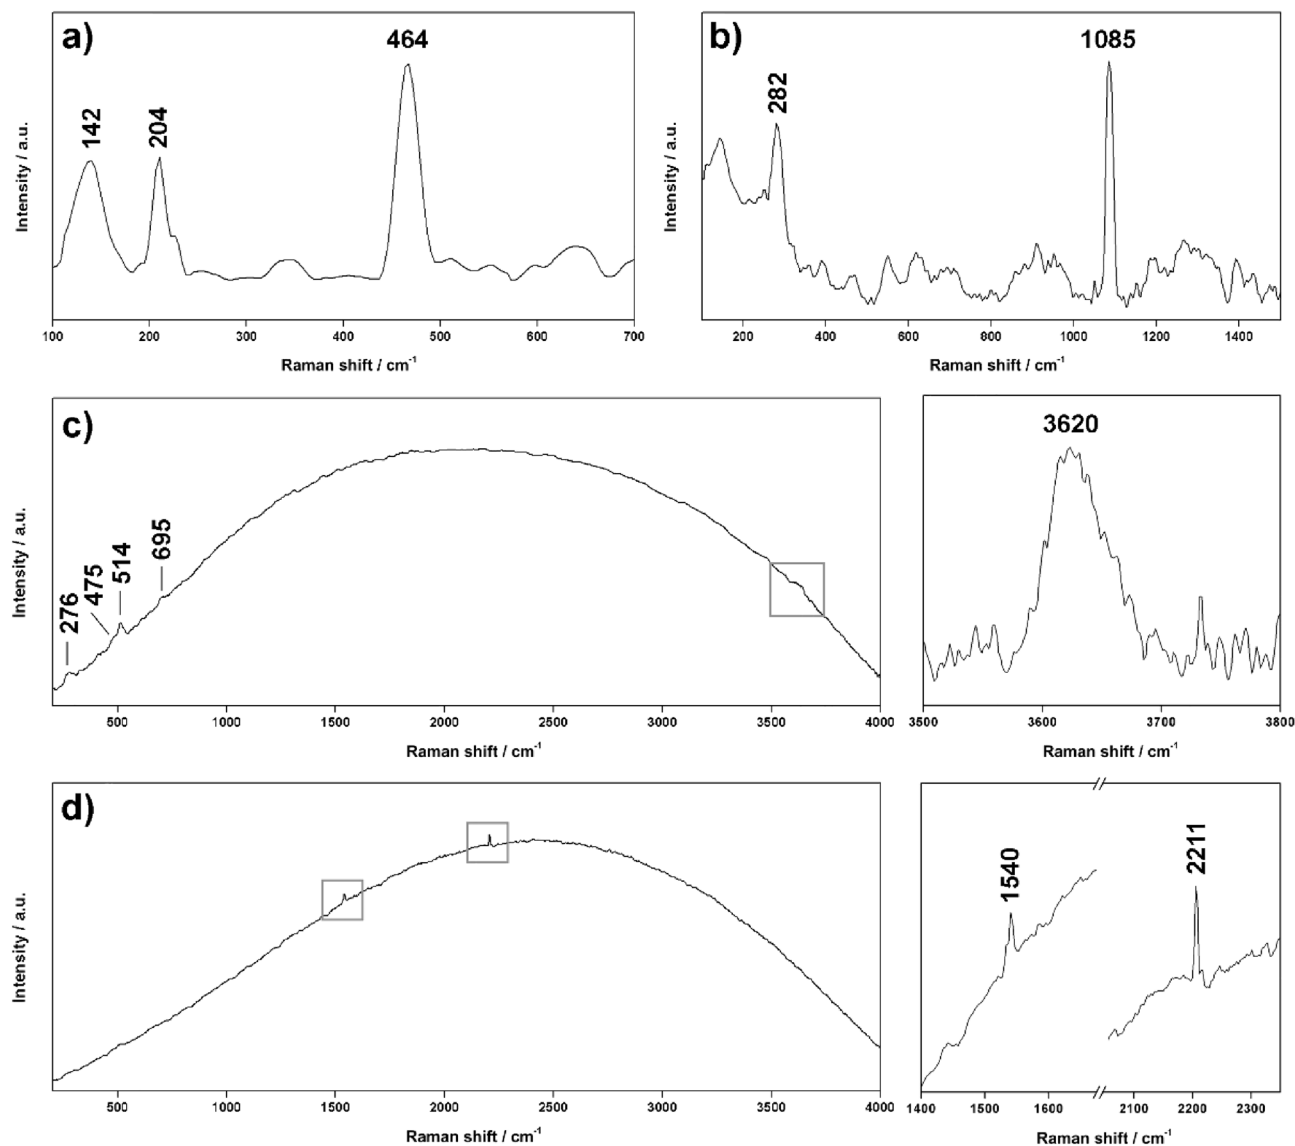 a)
464
142
204
Intensity / a.u.
100 200 300 400 500 600 700
Raman shift / cm⁻¹
b)
1085
282
Intensity / a.u.
200 400 600 800 1000 1200 1400
Raman shift / cm⁻¹
c)
276
475
514
695
Intensity / a.u.
500 1000 1500 2000 2500 3000 3500 4000
Raman shift / cm⁻¹
3620
3500 3600 3700 3800
Raman shift / cm⁻¹
d)
Intensity / a.u.
500 1000 1500 2000 2500 3000 3500 4000
Raman shift / cm⁻¹
1540
2211
1400 1500 1600 2100 2200 2300
Raman shift / cm⁻¹